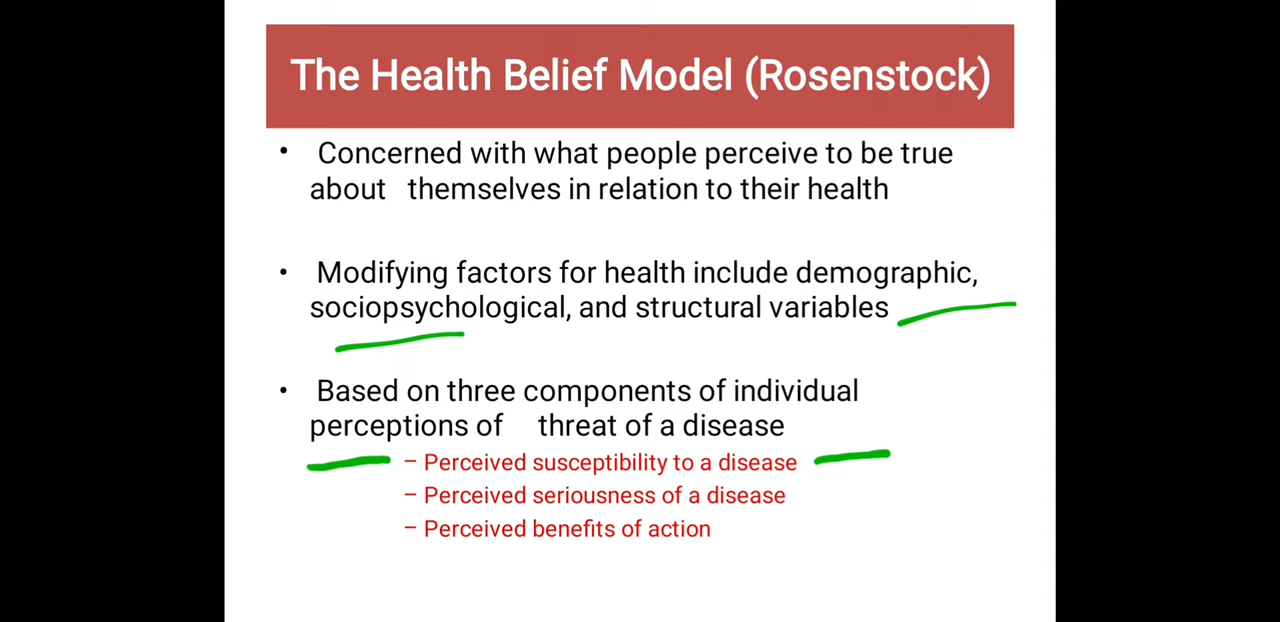 The Health Belief Model (Rosenstock)
• Concerned with what people perceive to be true
about themselves in relation to their health
• Modifying factors for health include demographic,
sociopsychological, and structural variables
• Based on three components of individual
perceptions of threat of a disease
– Perceived susceptibility to a disease
– Perceived seriousness of a disease
– Perceived benefits of action